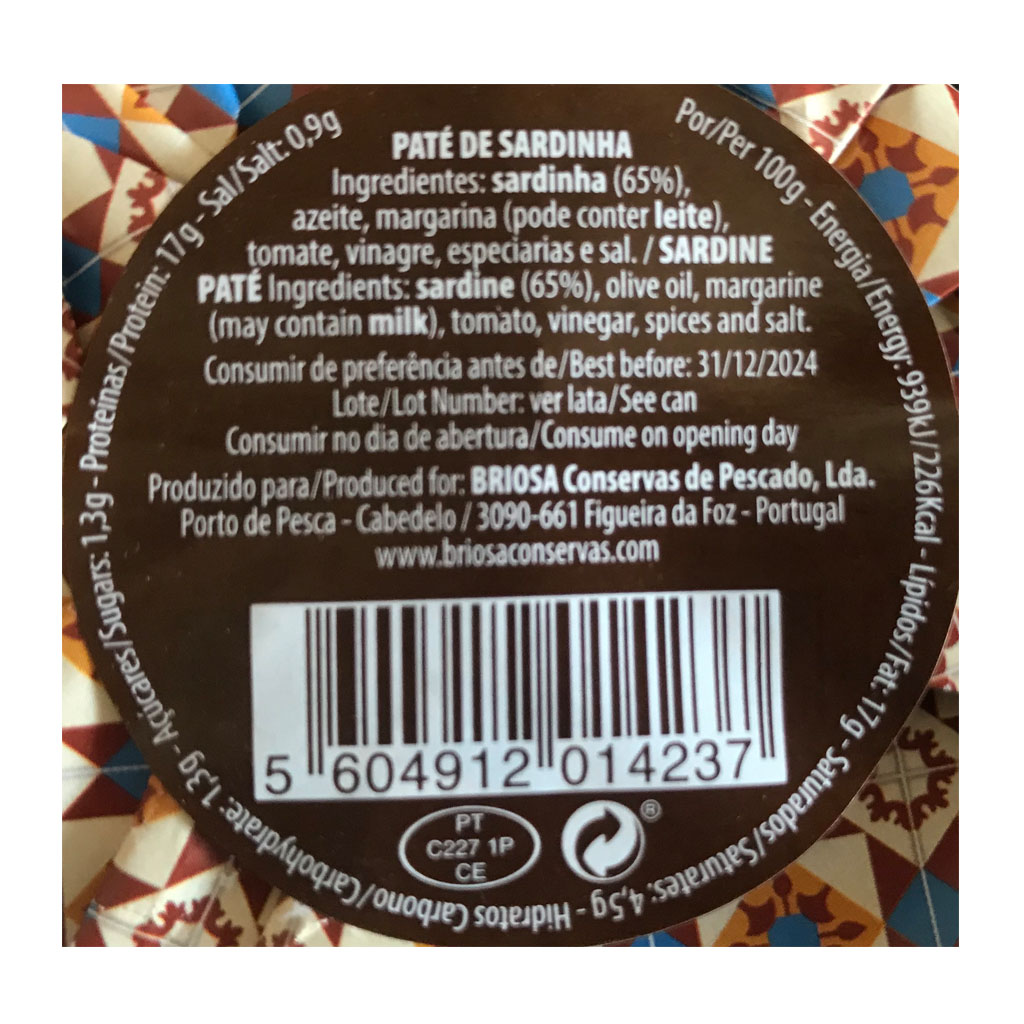 PATÉ DE SARDINHA
Ingredientes: sardinha (65%),
azeite, margarina (pode conter leite),
tomate, vinagre, especiarias e sal. / SARDINE
PATÉ Ingredients: sardine (65%), olive oil, margarine
(may contain milk), tomato, vinegar, spices and salt.
Consumir de preferência antes de/Best before: 31/12/2024
Lote/Lot Number: ver lata/See can
Consumir no dia de abertura/Consume on opening day
Produzido para/Produced for: BRIOSA Conservas de Pescado, Lda.
Porto de Pesca - Cabedelo / 3090-661 Figueira da Foz - Portugal
www.briosaconservas.com
5 604912 014237
PT
C227 1P
CE
®
Por/Per 100g - Energia/Energy: 939kJ/226Kcal - Lípidos/Fat: 17g - Saturados/Saturates: 4,5g - Hidratos Carbono/Carbohydrate: 1,3g - Açúcares/Sugars: 1,3g - Proteínas/Protein: 17g - Sal/Salt: 0,9g